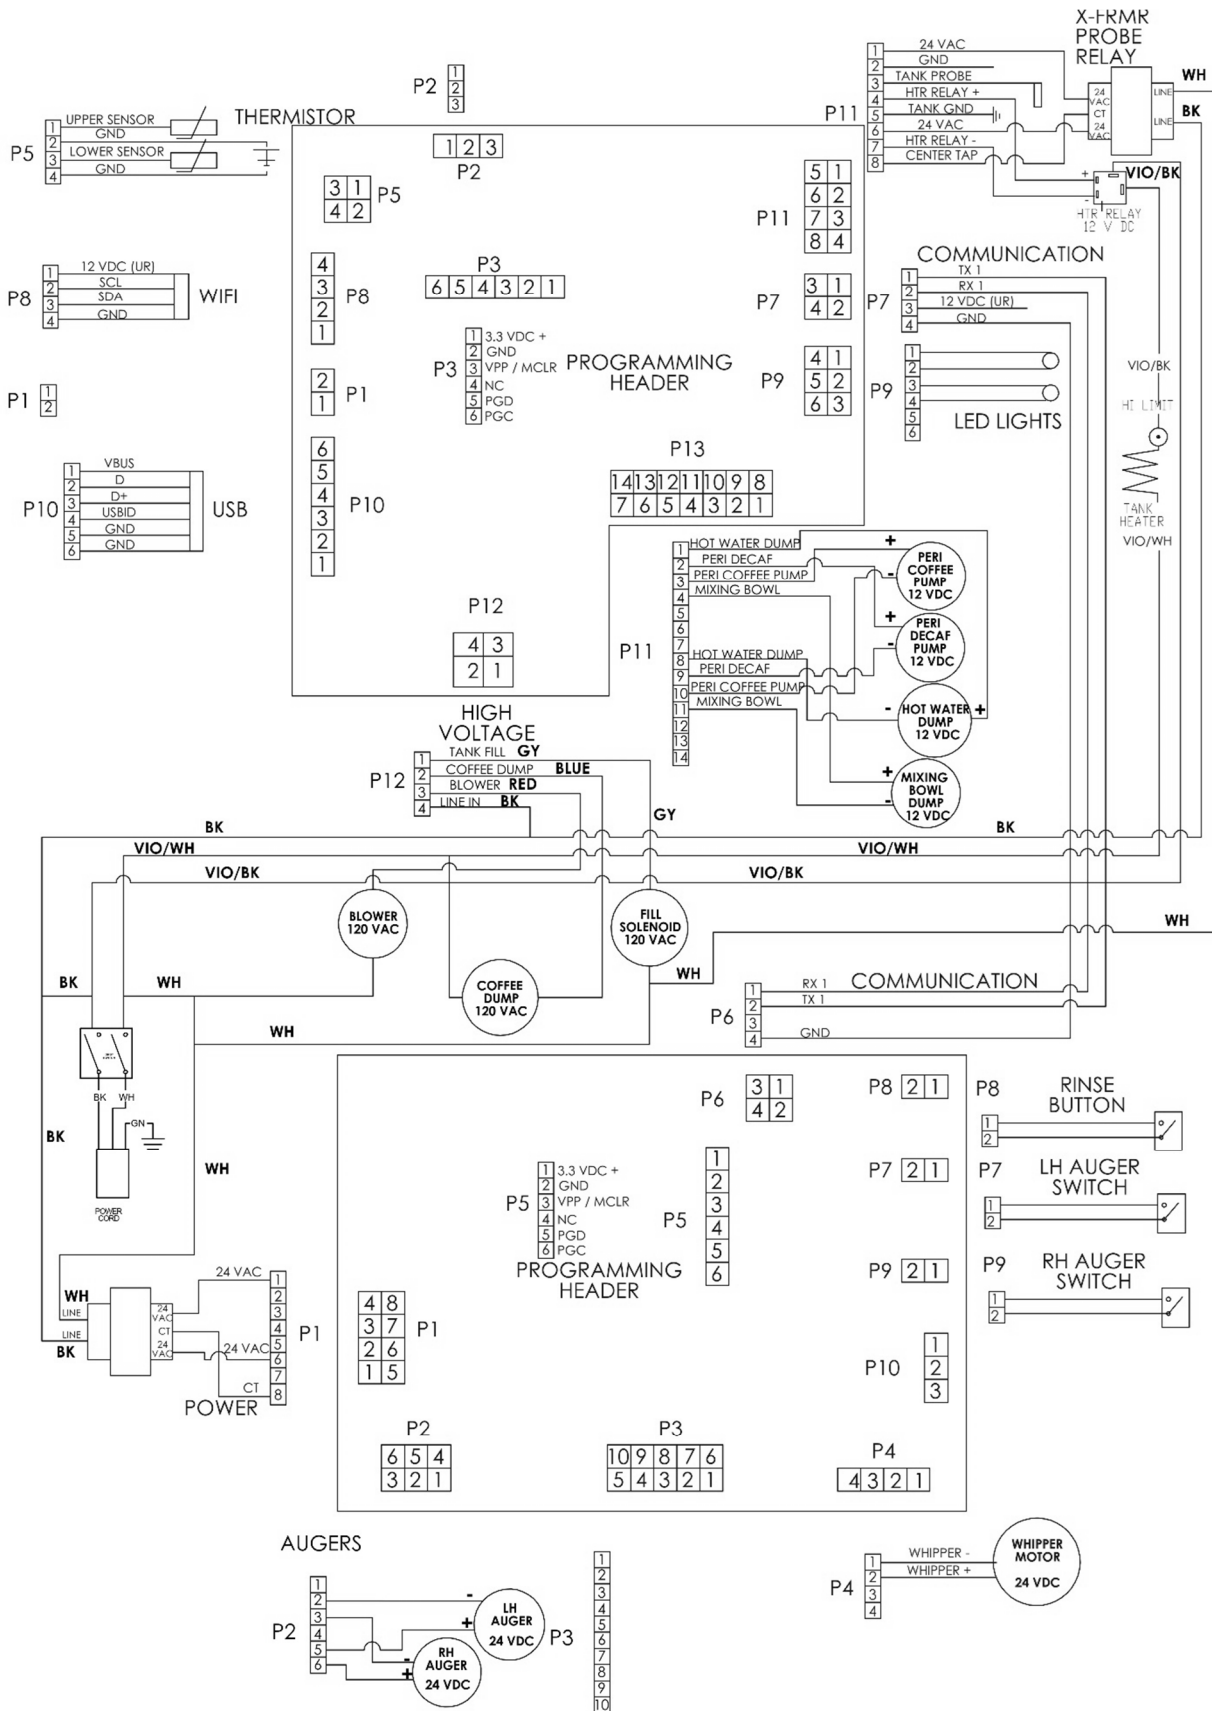 X-FRMR
PROBE
RELAY
1 24 VAC
2 GND
3 TANK PROBE
4 HTR RELAY +
5 TANK GND
6 24 VAC
7 HTR RELAY -
8 CENTER TAP
P11
24
VAC
CT
24
VAC
LINE
LINE
WH
BK
VIO/BK
+
-
HTR RELAY
12 V DC
P2
1
2
3
THERMISTOR
P5
1 UPPER SENSOR
2 GND
3 LOWER SENSOR
4 GND
1 2 3
P2
3 1
4 2
P5
5 1
6 2
7 3
8 4
P11
P8
1 12 VDC (UR)
2 SCL
3 SDA
4 GND
WIFI
4
3
2
1
P8
P3
6 5 4 3 2 1
P3
1 3.3 VDC +
2 GND
3 VPP / MCLR
4 NC
5 PGD
6 PGC
PROGRAMMING
HEADER
P7
3 1
4 2
COMMUNICATION
P7
1 TX 1
2 RX 1
3 12 VDC (UR)
4 GND
P1
1
2
2
1
P1
P9
4 1
5 2
6 3
P9
1
2
3
4
5
6
LED LIGHTS
VIO/BK
HI LIMIT
TANK
HEATER
VIO/WH
P10
1 VBUS
2 D
3 D+
4 USBID
5 GND
6 GND
USB
6
5
4
3
2
1
P10
P13
14 13 12 11 10 9 8
7 6 5 4 3 2 1
P12
4 3
2 1
P11
1 HOT WATER DUMP
2 PERI DECAF
3 PERI COFFEE PUMP
4 MIXING BOWL
5
6
7
8 HOT WATER DUMP
9 PERI DECAF
10 PERI COFFEE PUMP
11 MIXING BOWL
12
13
14
+
-
PERI
COFFEE
PUMP
12 VDC
+
-
PERI
DECAF
PUMP
12 VDC
-
HOT WATER
DUMP
12 VDC
+
+
-
MIXING
BOWL
DUMP
12 VDC
HIGH
VOLTAGE
P12
1 TANK FILL GY
2 COFFEE DUMP BLUE
3 BLOWER RED
4 LINE IN BK
GY
BK
BK
VIO/WH
VIO/WH
VIO/BK
VIO/BK
BLOWER
120 VAC
FILL
SOLENOID
120 VAC
COFFEE
DUMP
120 VAC
WH
WH
BK
WH
WH
COMMUNICATION
P6
1 RX 1
2 TX 1
3
4 GND
BK WH
GN
POWER
CORD
BK
WH
P6
3 1
4 2
P8
2 1
P8
RINSE
BUTTON
1
2
P5
1 3.3 VDC +
2 GND
3 VPP / MCLR
4 NC
5 PGD
6 PGC
PROGRAMMING
HEADER
P5
1
2
3
4
5
6
P7
2 1
P7
LH AUGER
SWITCH
1
2
P9
2 1
P9
RH AUGER
SWITCH
1
2
WH
LINE
LINE
BK
24
VAC
CT
24
VAC
24 VAC
24 VAC
CT
1
2
3
4
5
6
7
8
P1
POWER
4 8
3 7
2 6
1 5
P1
P10
1
2
3
P2
6 5 4
3 2 1
P3
10 9 8 7 6
5 4 3 2 1
P4
4 3 2 1
AUGERS
P2
1
2
3
4
5
6
-
+
LH
AUGER
24 VDC
-
+
RH
AUGER
24 VDC
P3
1
2
3
4
5
6
7
8
9
10
P4
1 WHIPPER -
2 WHIPPER +
3
4
WHIPPER
MOTOR
24 VDC